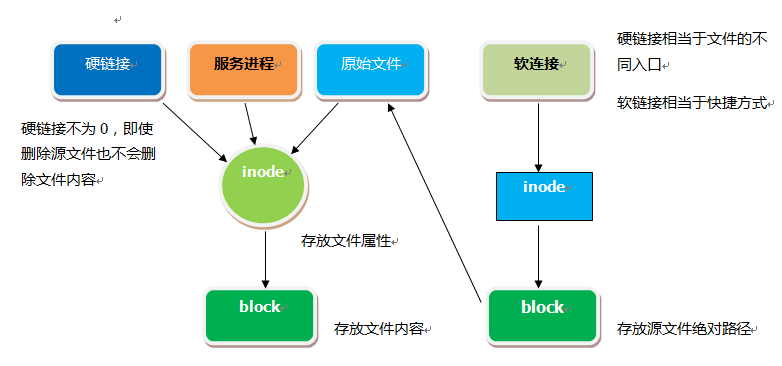 硬链接
服务进程
原始文件
软连接
硬链接相当于文件的不
同入口
软链接相当于快捷方式
硬链接不为 0，即使
删除源文件也不会删
除文件内容
inode
inode
存放文件属性
block
存放文件内容
block
存放源文件绝对路径